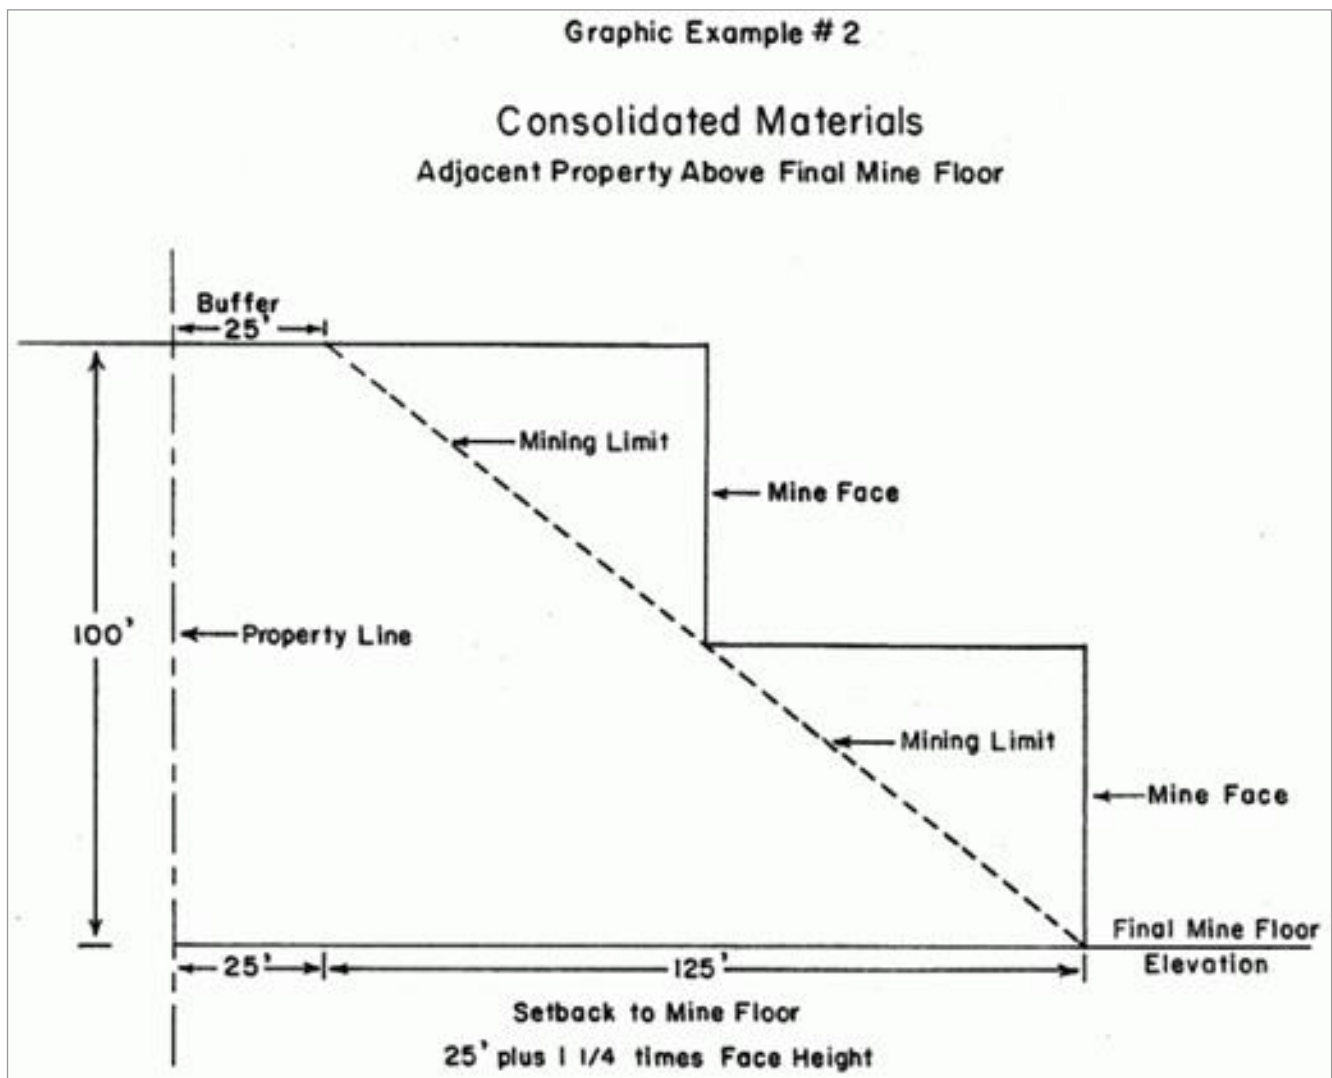 Graphic Example # 2
Consolidated Materials
Adjacent Property Above Final Mine Floor
Buffer
25'
Mining Limit
Mine Face
100'
Property Line
Mining Limit
Mine Face
Final Mine Floor
Elevation
25'
125'
Setback to Mine Floor
25' plus 1 1/4 times Face Height